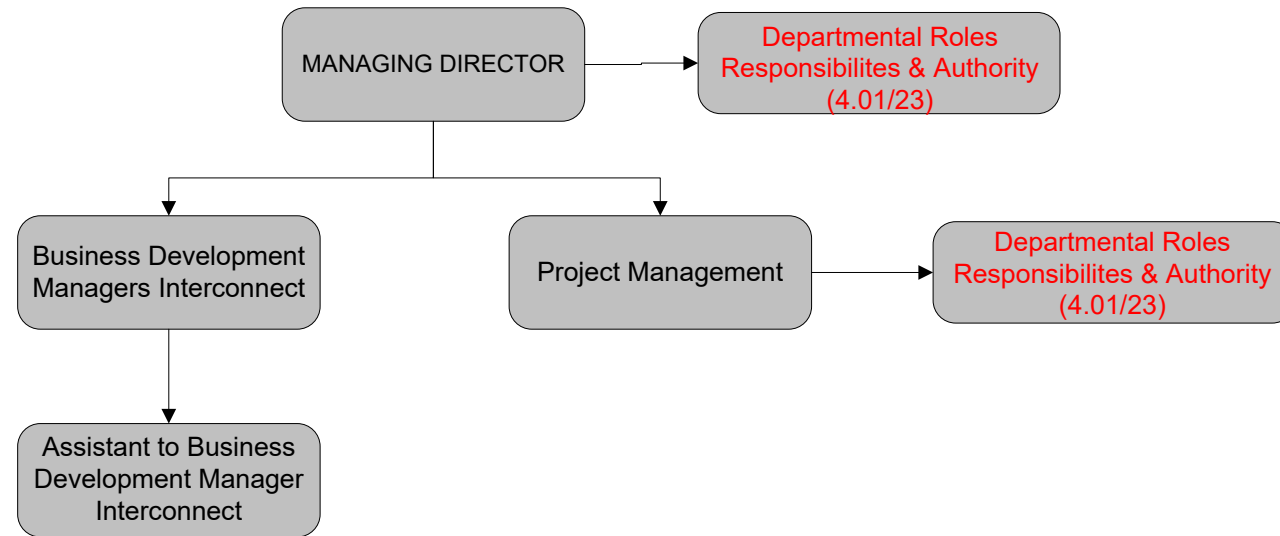 MANAGING DIRECTOR
Departmental Roles
Responsibilites & Authority
(4.01/23)
Business Development
Managers Interconnect
Project Management
Departmental Roles
Responsibilites & Authority
(4.01/23)
Assistant to Business
Development Manager
Interconnect